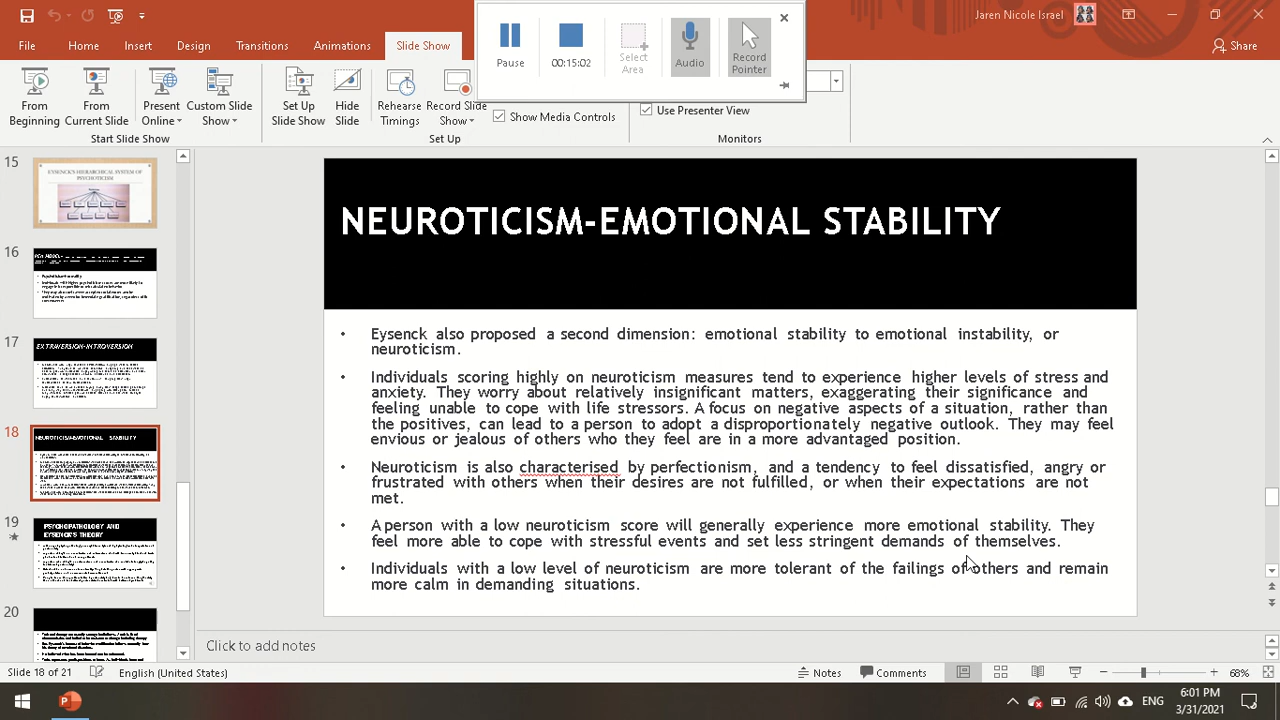 Jaren Nicole Israel
File Home Insert Design Transitions Animations Slide Show
Share
Pause 00:15:02 Select Area Audio Record Pointer
From Beginning From Current Slide Present Online Custom Slide Show Set Up Slide Show Hide Slide Rehearse Timings Record Slide Show
Show Media Controls
Use Presenter View
Start Slide Show Set Up Monitors
15
EYSENCK'S HIERARCHICAL SYSTEM OF PSYCHOTICISM
16
17
EXTRAVERSION-INTROVERSION
18
NEUROTICISM-EMOTIONAL STABILITY
19
PSYCHOPATHOLOGY AND
EYSENCK'S THEORY
20
NEUROTICISM-EMOTIONAL STABILITY
• Eysenck also proposed a second dimension: emotional stability to emotional instability, or
neuroticism.
• Individuals scoring highly on neuroticism measures tend to experience higher levels of stress and
anxiety. They worry about relatively insignificant matters, exaggerating their significance and
feeling unable to cope with life stressors. A focus on negative aspects of a situation, rather than
the positives, can lead to a person to adopt a disproportionately negative outlook. They may feel
envious or jealous of others who they feel are in a more advantaged position.
• Neuroticism is also characterised by perfectionism, and a tendency to feel dissatisfied, angry or
frustrated with others when their desires are not fulfilled, or when their expectations are not
met.
• A person with a low neuroticism score will generally experience more emotional stability. They
feel more able to cope with stressful events and set less stringent demands of themselves.
• Individuals with a low level of neuroticism are more tolerant of the failings of others and remain
more calm in demanding situations.
Click to add notes
Slide 18 of 21 English (United States) Notes Comments 68%
ENG 6:01 PM
3/31/2021